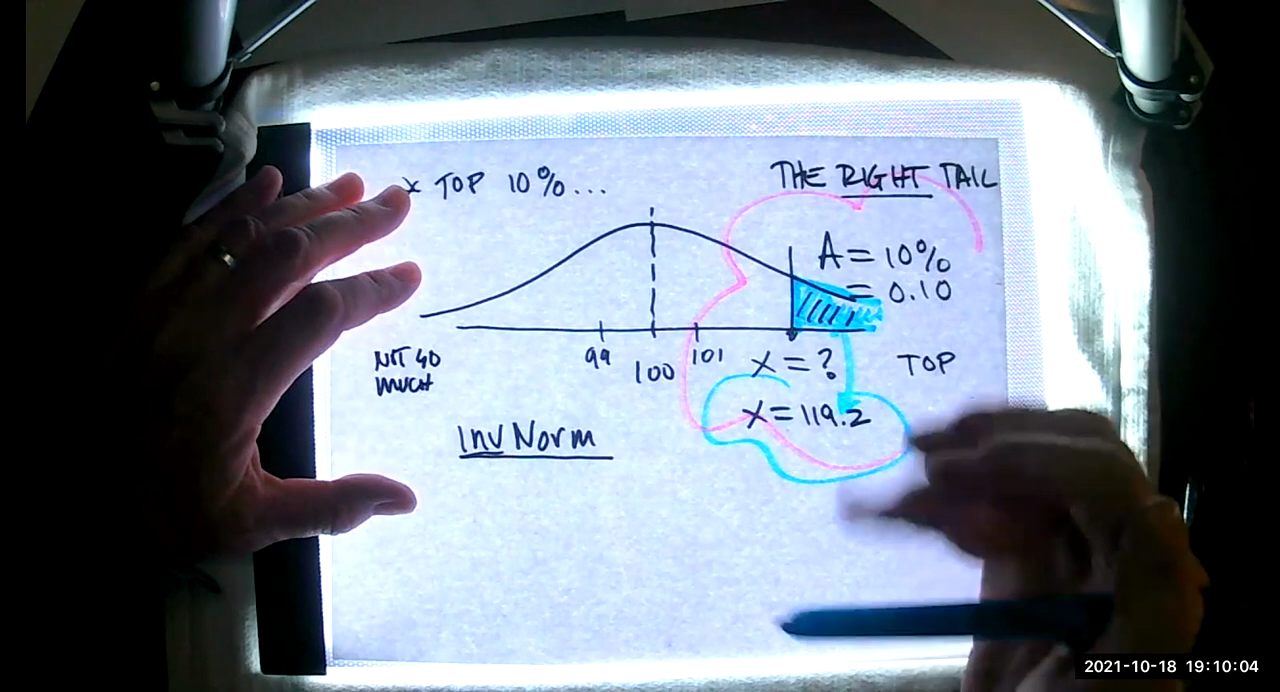 x TOP 10%...
THE RIGHT TAIL
A = 10%
= 0.10
99 100 101
NOT SO
MUCH
x = ?
TOP
x = 119.2
InvNorm
2021-10-18 19:10:04